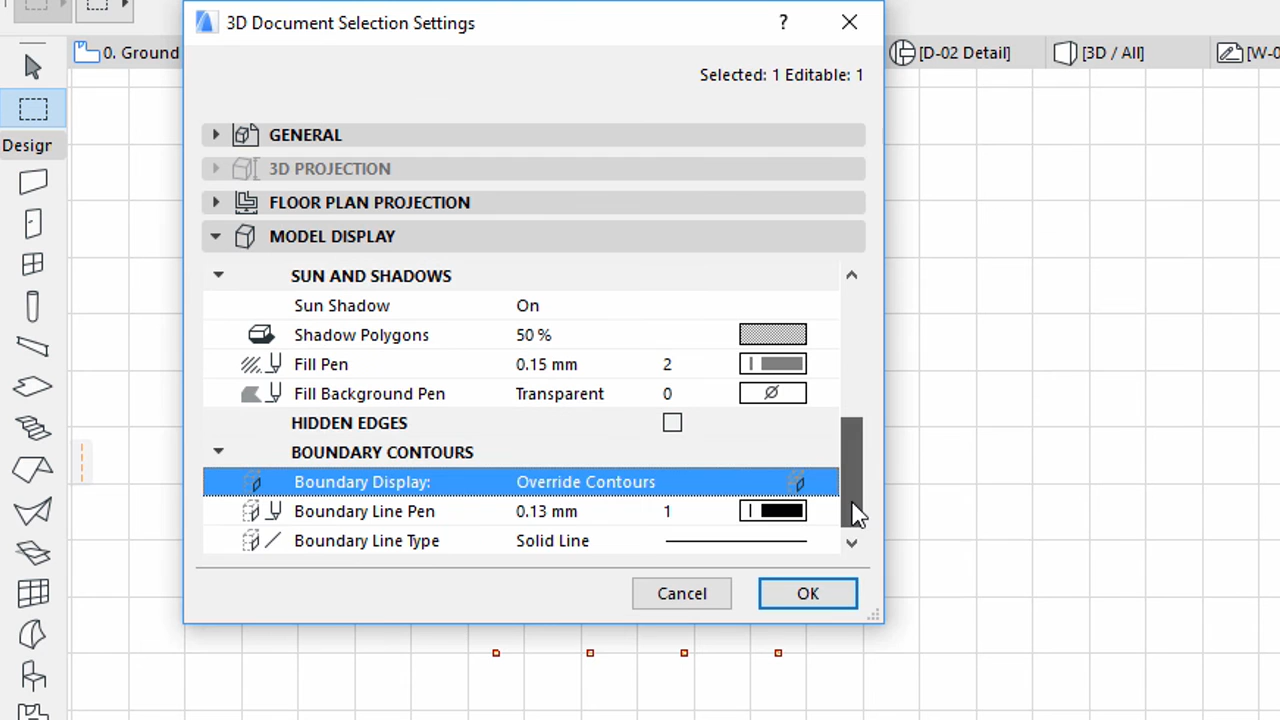 3D Document Selection Settings ?
0. Ground
[D-02 Detail]
[3D / All]
[W-0
Selected: 1 Editable: 1
Design
GENERAL
3D PROJECTION
FLOOR PLAN PROJECTION
MODEL DISPLAY
SUN AND SHADOWS
Sun Shadow On
Shadow Polygons 50 %
Fill Pen 0.15 mm 2
Fill Background Pen Transparent 0
HIDDEN EDGES
BOUNDARY CONTOURS
Boundary Display: Override Contours
Boundary Line Pen 0.13 mm 1
Boundary Line Type Solid Line
Cancel OK